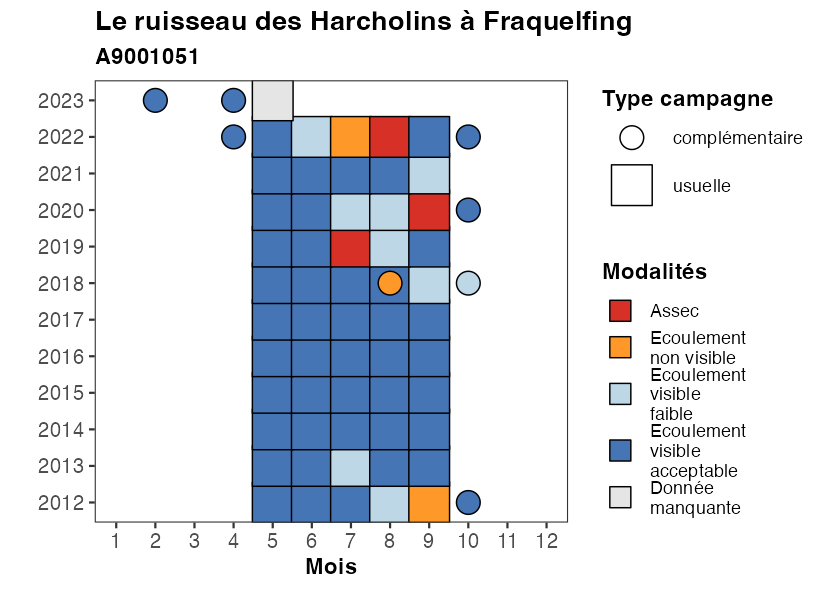 Le ruisseau des Harcholins à Fraquelfing
A9001051
2023
2022
2021
2020
2019
2018
2017
2016
2015
2014
2013
2012
1 2 3 4 5 6 7 8 9 10 11 12
Mois
Type campagne
complémentaire
usuelle
Modalités
Assec
Ecoulement
non visible
Ecoulement
visible
faible
Ecoulement
visible
acceptable
Donnée
manquante